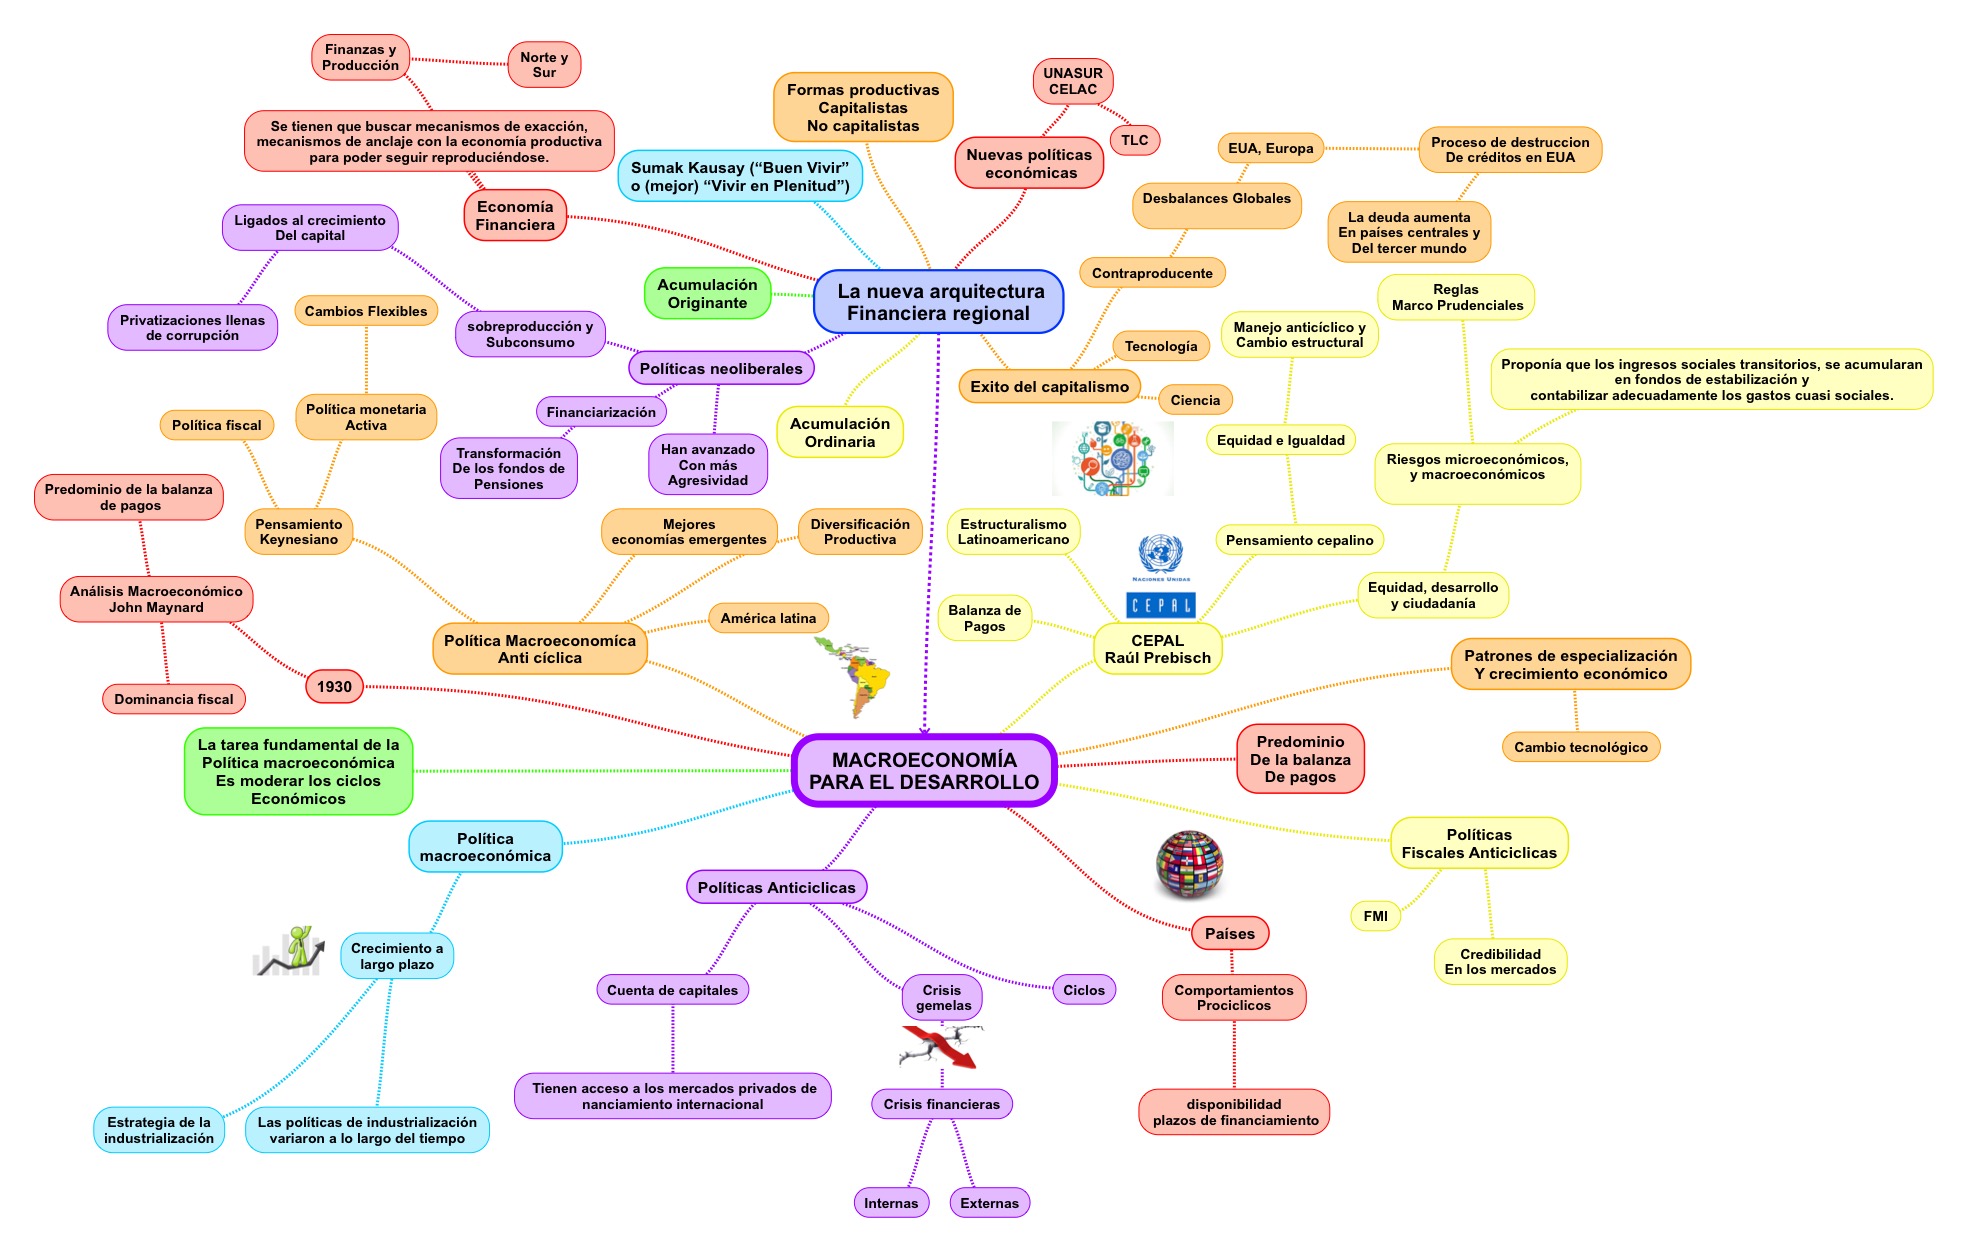 Finanzas y
Producción
Norte y
Sur
Se tienen que buscar mecanismos de exacción,
mecanismos de anclaje con la economía productiva
para poder seguir reproduciéndose.
Economía
Financiera
Formas productivas
Capitalistas
No capitalistas
Sumak Kausay (“Buen Vivir”
o (mejor) “Vivir en Plenitud”)
UNASUR
CELAC
TLC
Nuevas políticas
económicas
EUA, Europa
Proceso de destruccion
De créditos en EUA
Desbalances Globales
La deuda aumenta
En países centrales y
Del tercer mundo
Contraproducente
Ligados al crecimiento
Del capital
Privatizaciones llenas
de corrupción
Cambios Flexibles
sobreproducción y
Subconsumo
Acumulación
Originante
La nueva arquitectura
Financiera regional
Políticas neoliberales
Financiarización
Transformación
De los fondos de
Pensiones
Han avanzado
Con más
Agresividad
Acumulación
Ordinaria
Exito del capitalismo
Tecnología
Ciencia
Manejo anticíclico y
Cambio estructural
Reglas
Marco Prudenciales
Proponía que los ingresos sociales transitorios, se acumularan
en fondos de estabilización y
contabilizar adecuadamente los gastos cuasi sociales.
Equidad e Igualdad
Riesgos microeconómicos,
y macroeconómicos
Política fiscal
Política monetaria
Activa
Predominio de la balanza
de pagos
Pensamiento
Keynesiano
Mejores
economías emergentes
Diversificación
Productiva
Estructuralismo
Latinoamericano
NACIONES UNIDAS
CEPAL
Pensamiento cepalino
Equidad, desarrollo
y ciudadanía
Análisis Macroeconómico
John Maynard
Dominancia fiscal
1930
Política Macroeconomíca
Anti cíclica
América latina
Balanza de
Pagos
CEPAL
Raúl Prebisch
Patrones de especialización
Y crecimiento económico
Cambio tecnológico
La tarea fundamental de la
Política macroeconómica
Es moderar los ciclos
Económicos
MACROECONOMÍA
PARA EL DESARROLLO
Predominio
De la balanza
De pagos
Política
macroeconómica
Políticas Anticiclicas
Políticas
Fiscales Anticiclicas
FMI
Credibilidad
En los mercados
Países
Crecimiento a
largo plazo
Cuenta de capitales
Crisis
gemelas
Ciclos
Comportamientos
Prociclicos
Estrategia de la
industrialización
Las políticas de industrialización
variaron a lo largo del tiempo
Tienen acceso a los mercados privados de
nanciamiento internacional
Crisis financieras
disponibilidad
plazos de financiamiento
Internas
Externas